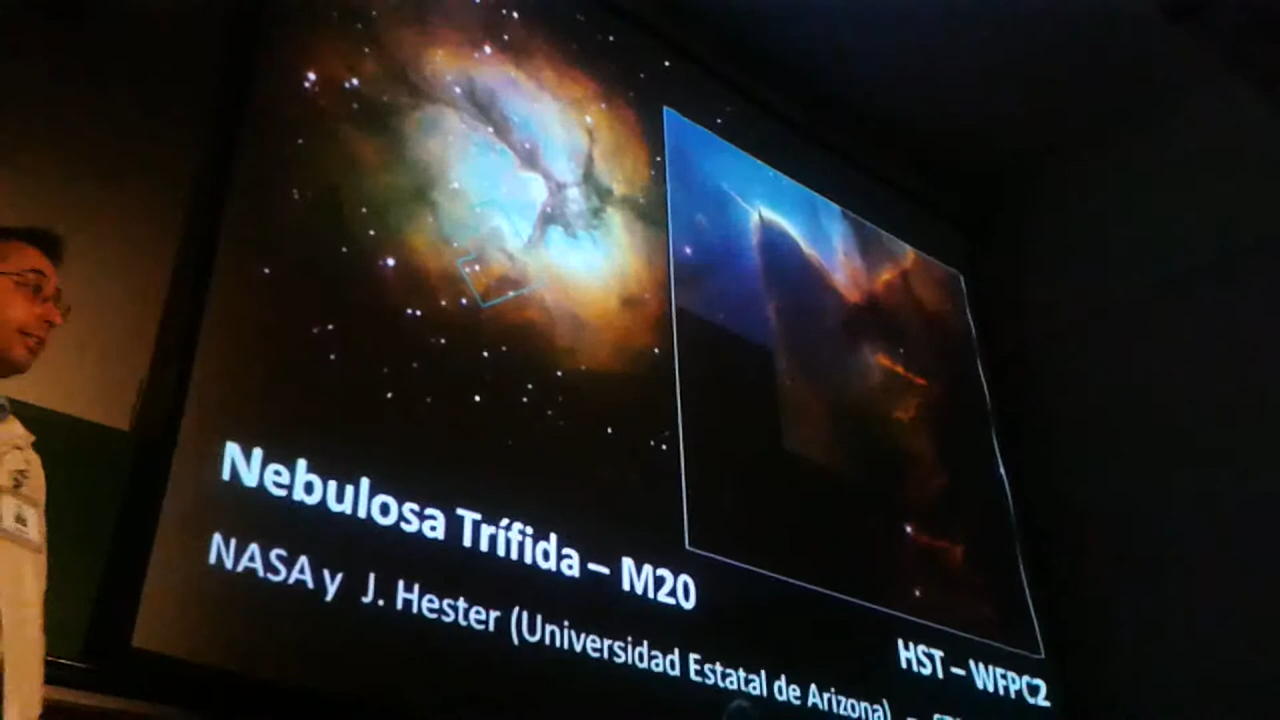 Nebulosa Trífida – M20
NASA y J. Hester (Universidad Estatal de Arizona) –
HST – WFPC2